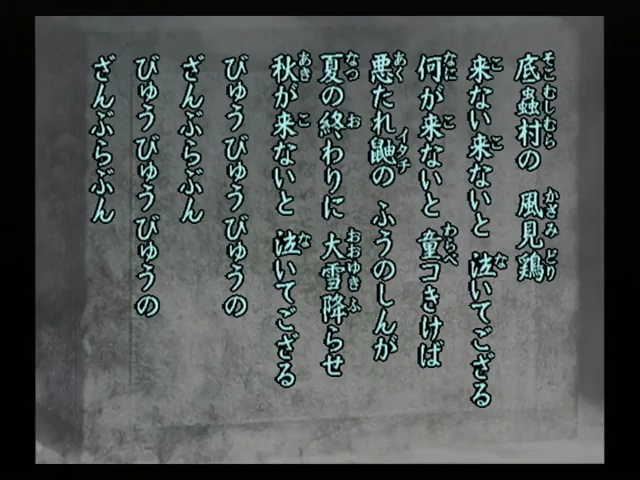 底蟲村の　風見鶏
来ない来ないと　泣いてござる
何が来ないと　童コきけば
悪たれ鼬の　ふうのしんが
夏の終わりに　大雪降らせ
秋が来ないと　泣いてござる
びゅうびゅうびゅうの
ざんぶらぶん
びゅうびゅうびゅうの
ざんぶらぶん